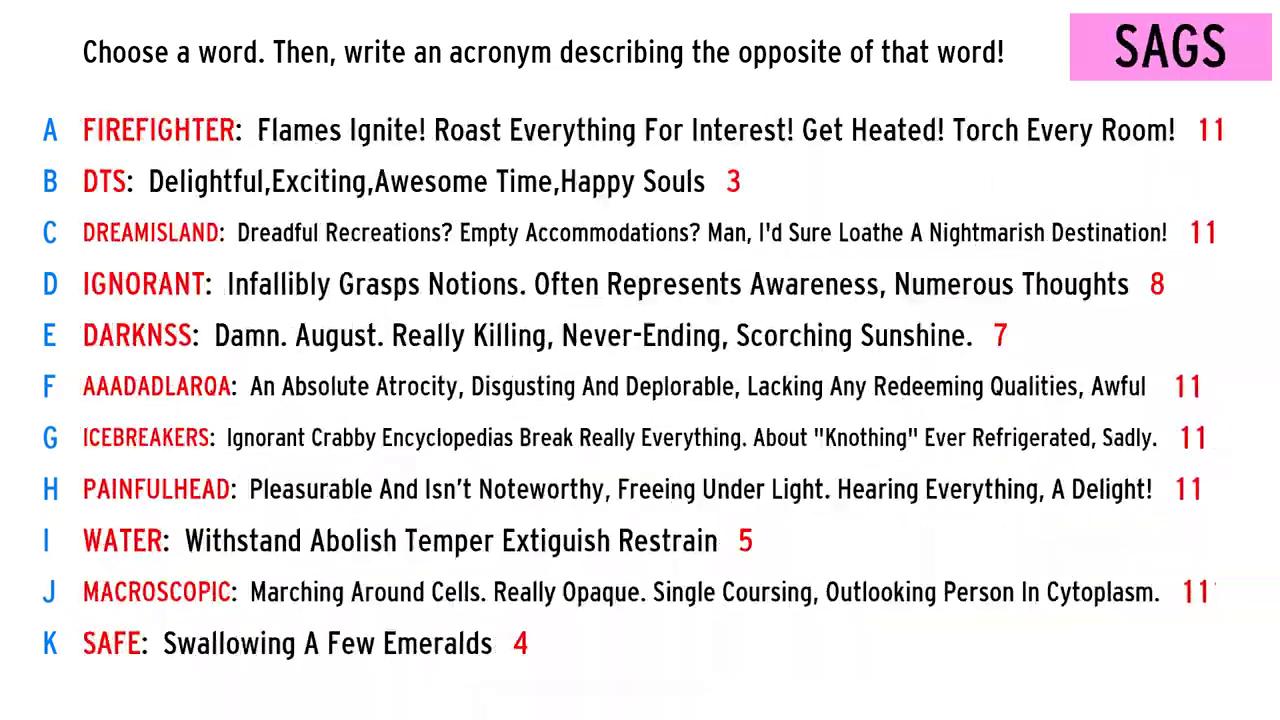 Choose a word. Then, write an acronym describing the opposite of that word!
SAGS
A FIREFIGHTER: Flames Ignite! Roast Everything For Interest! Get Heated! Torch Every Room! 11
B DTS: Delightful,Exciting,Awesome Time,Happy Souls 3
C DREAMISLAND: Dreadful Recreations? Empty Accommodations? Man, I'd Sure Loathe A Nightmarish Destination! 11
D IGNORANT: Infallibly Grasps Notions. Often Represents Awareness, Numerous Thoughts 8
E DARKNSS: Damn. August. Really Killing, Never-Ending, Scorching Sunshine. 7
F AAADADLARQA: An Absolute Atrocity, Disgusting And Deplorable, Lacking Any Redeeming Qualities, Awful 11
G ICEBREAKERS: Ignorant Crabby Encyclopedias Break Really Everything. About "Knothing" Ever Refrigerated, Sadly. 11
H PAINFULHEAD: Pleasurable And Isn’t Noteworthy, Freeing Under Light. Hearing Everything, A Delight! 11
I WATER: Withstand Abolish Temper Extiguish Restrain 5
J MACROSCOPIC: Marching Around Cells. Really Opaque. Single Coursing, Outlooking Person In Cytoplasm. 11
K SAFE: Swallowing A Few Emeralds 4